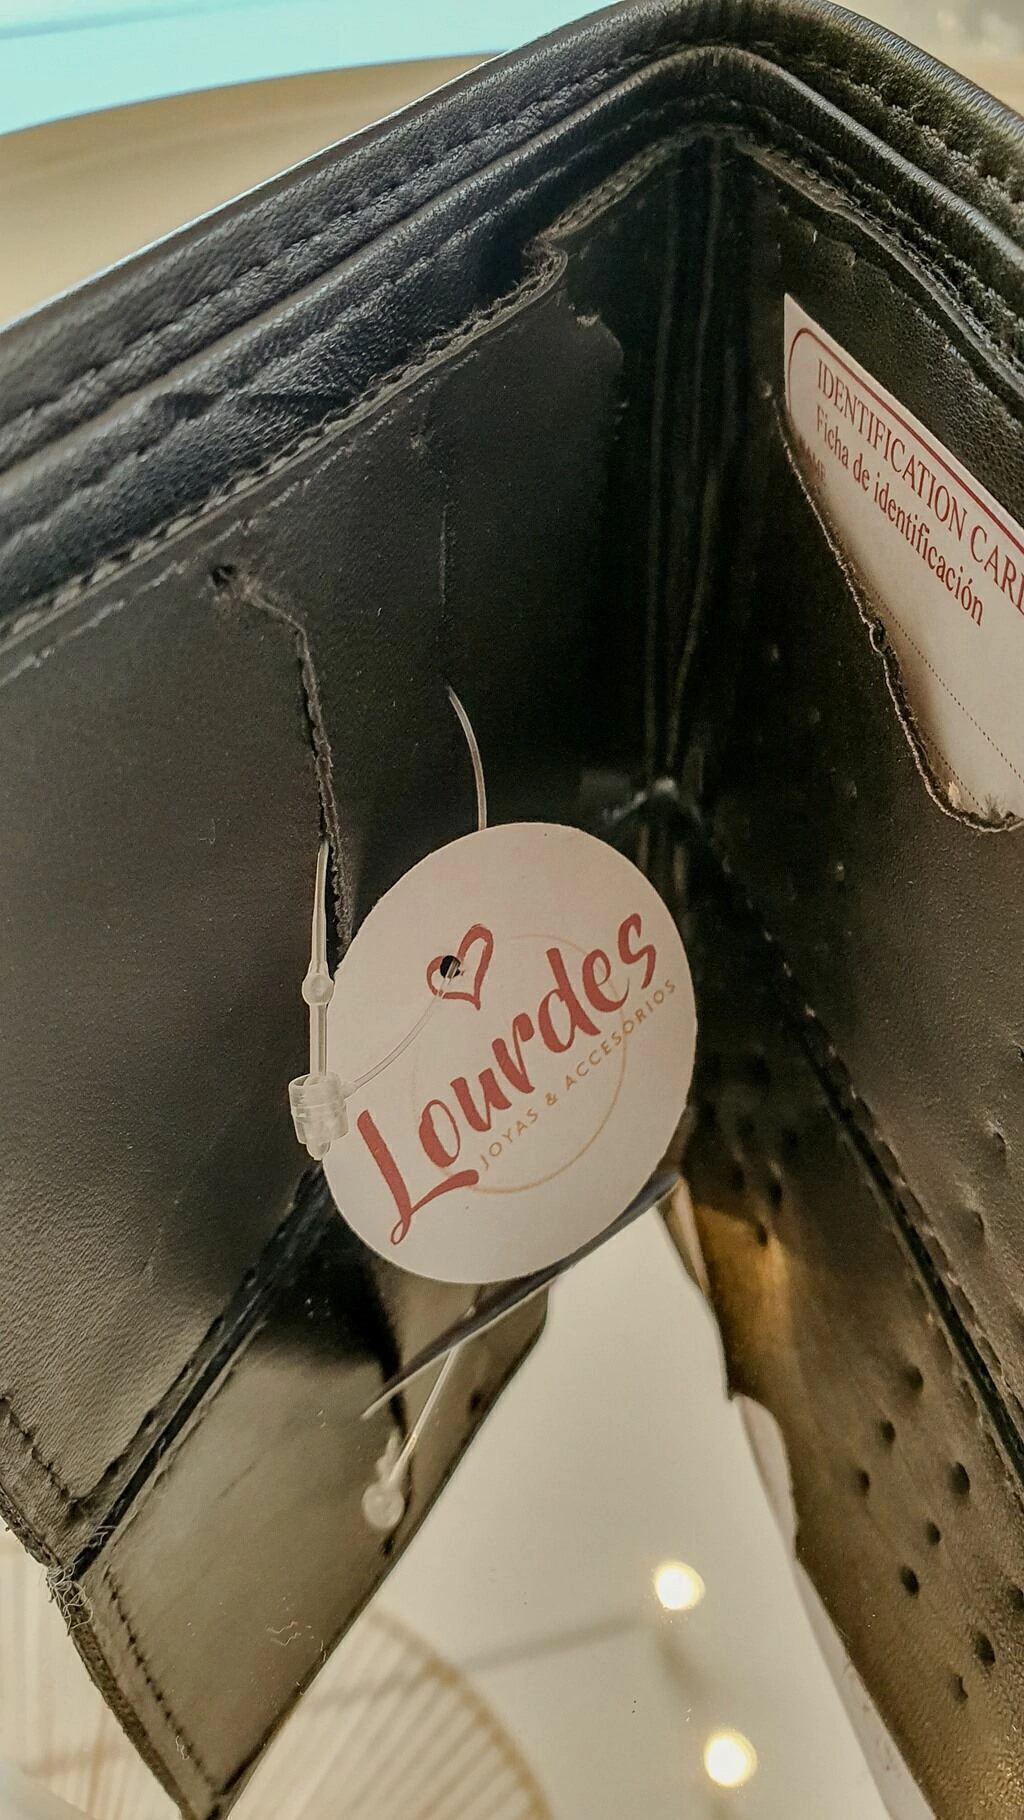 IDENTIFICATION CARD
Ficha de identificación
Lourdes
JOYAS & ACCESORIOS